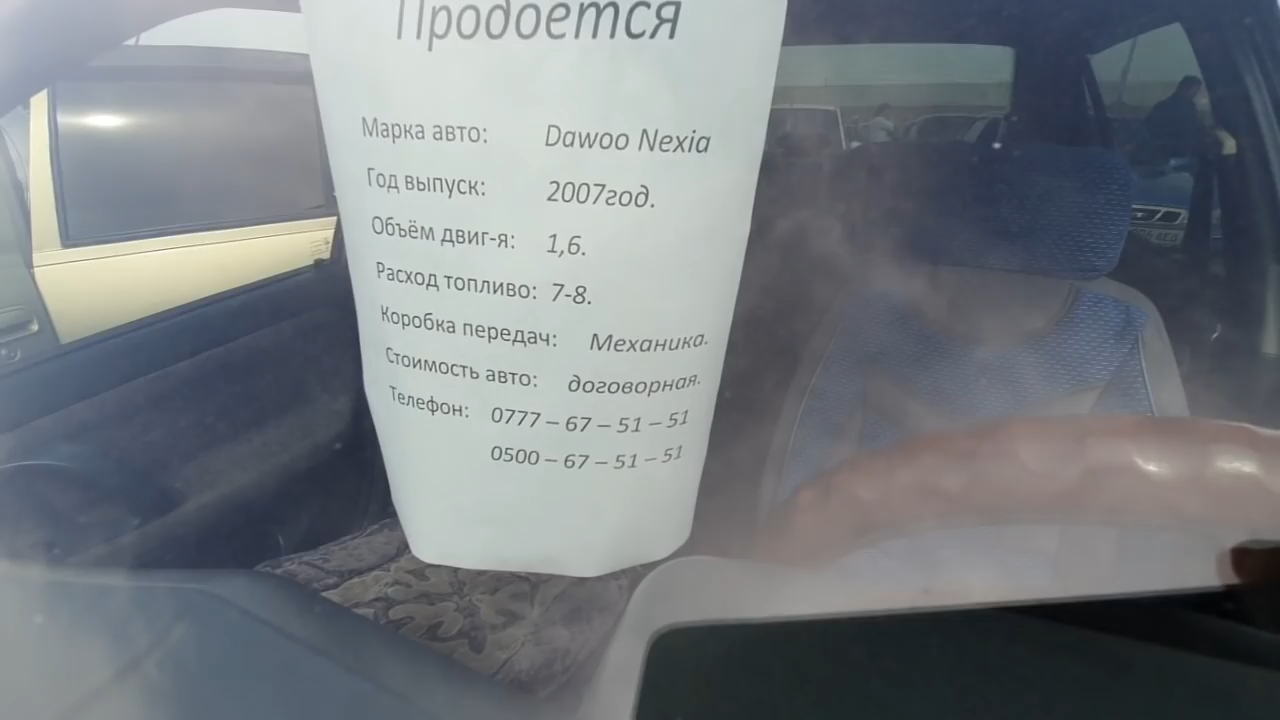 Продоется
Марка авто: Dawoo Nexia
Год выпуск: 2007год.
Объём двиг-я: 1,6.
Расход топливо: 7-8.
Коробка передач: Механика.
Стоимость авто: договорная.
Телефон: 0777 – 67 – 51 – 51
0500 – 67 – 51 – 51